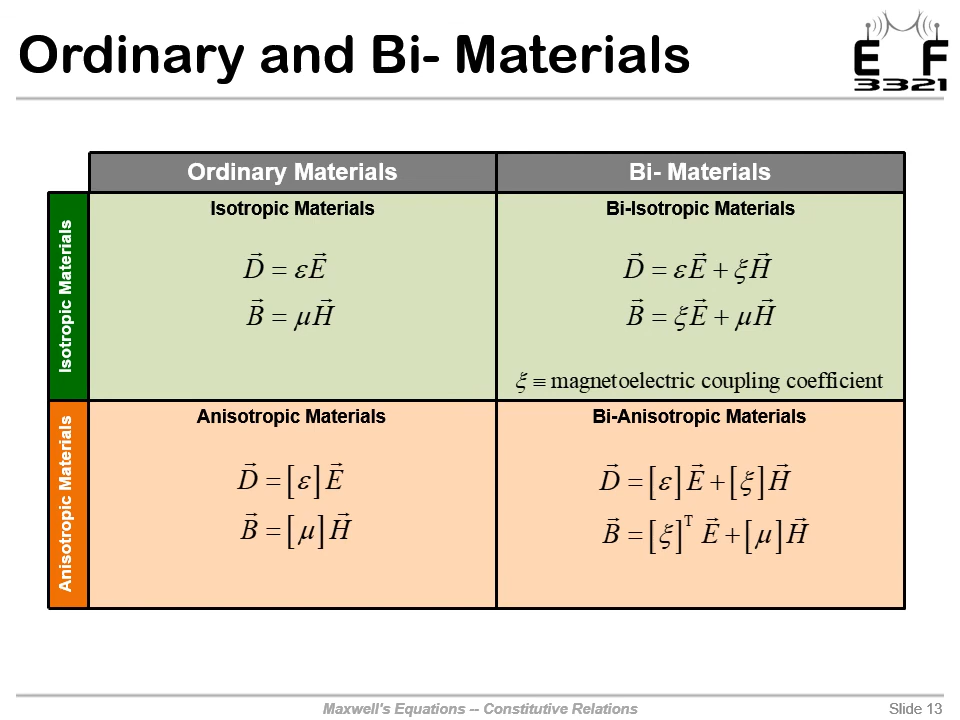 Ordinary and Bi- Materials
E F
3321
Ordinary Materials
Bi- Materials
Isotropic Materials
Isotropic Materials
D⃗ = εE⃗
B⃗ = μH⃗
Bi-Isotropic Materials
D⃗ = εE⃗ + ξH⃗
B⃗ = ξE⃗ + μH⃗
ξ ≡ magnetoelectric coupling coefficient
Anisotropic Materials
Anisotropic Materials
D⃗ = [ε]E⃗
B⃗ = [μ]H⃗
Bi-Anisotropic Materials
D⃗ = [ε]E⃗ + [ξ]H⃗
B⃗ = [ξ]ᵀ E⃗ + [μ]H⃗
Maxwell's Equations -- Constitutive Relations
Slide 13